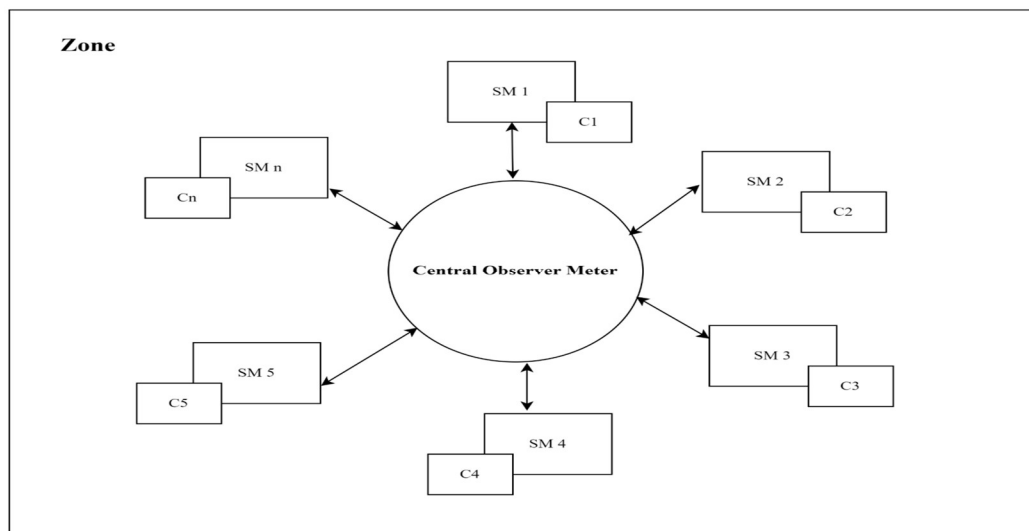 Zone
SM 1
C1
SM n
Cn
SM 2
C2
Central Observer Meter
SM 3
C3
SM 5
C5
SM 4
C4